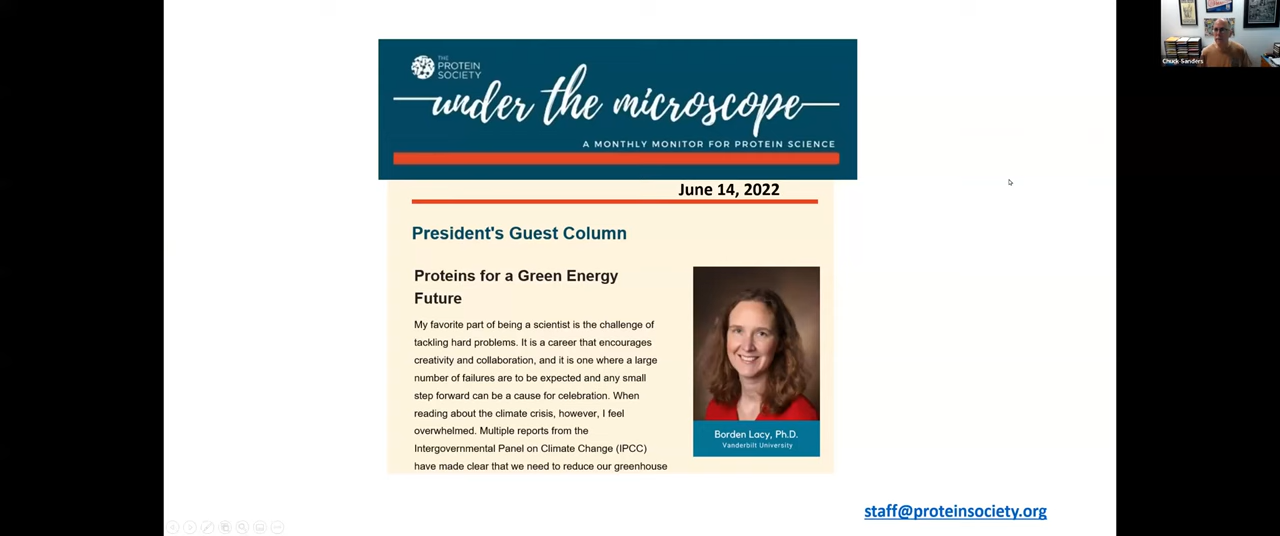 Chuck Sanders
THE
PROTEIN
SOCIETY
under the microscope
A MONTHLY MONITOR FOR PROTEIN SCIENCE
June 14, 2022
President's Guest Column
Proteins for a Green Energy
Future
My favorite part of being a scientist is the challenge of
tackling hard problems. It is a career that encourages
creativity and collaboration, and it is one where a large
number of failures are to be expected and any small
step forward can be a cause for celebration. When
reading about the climate crisis, however, I feel
overwhelmed. Multiple reports from the
Intergovernmental Panel on Climate Change (IPCC)
have made clear that we need to reduce our greenhouse
Borden Lacy, Ph.D.
Vanderbilt University
staff@proteinsociety.org